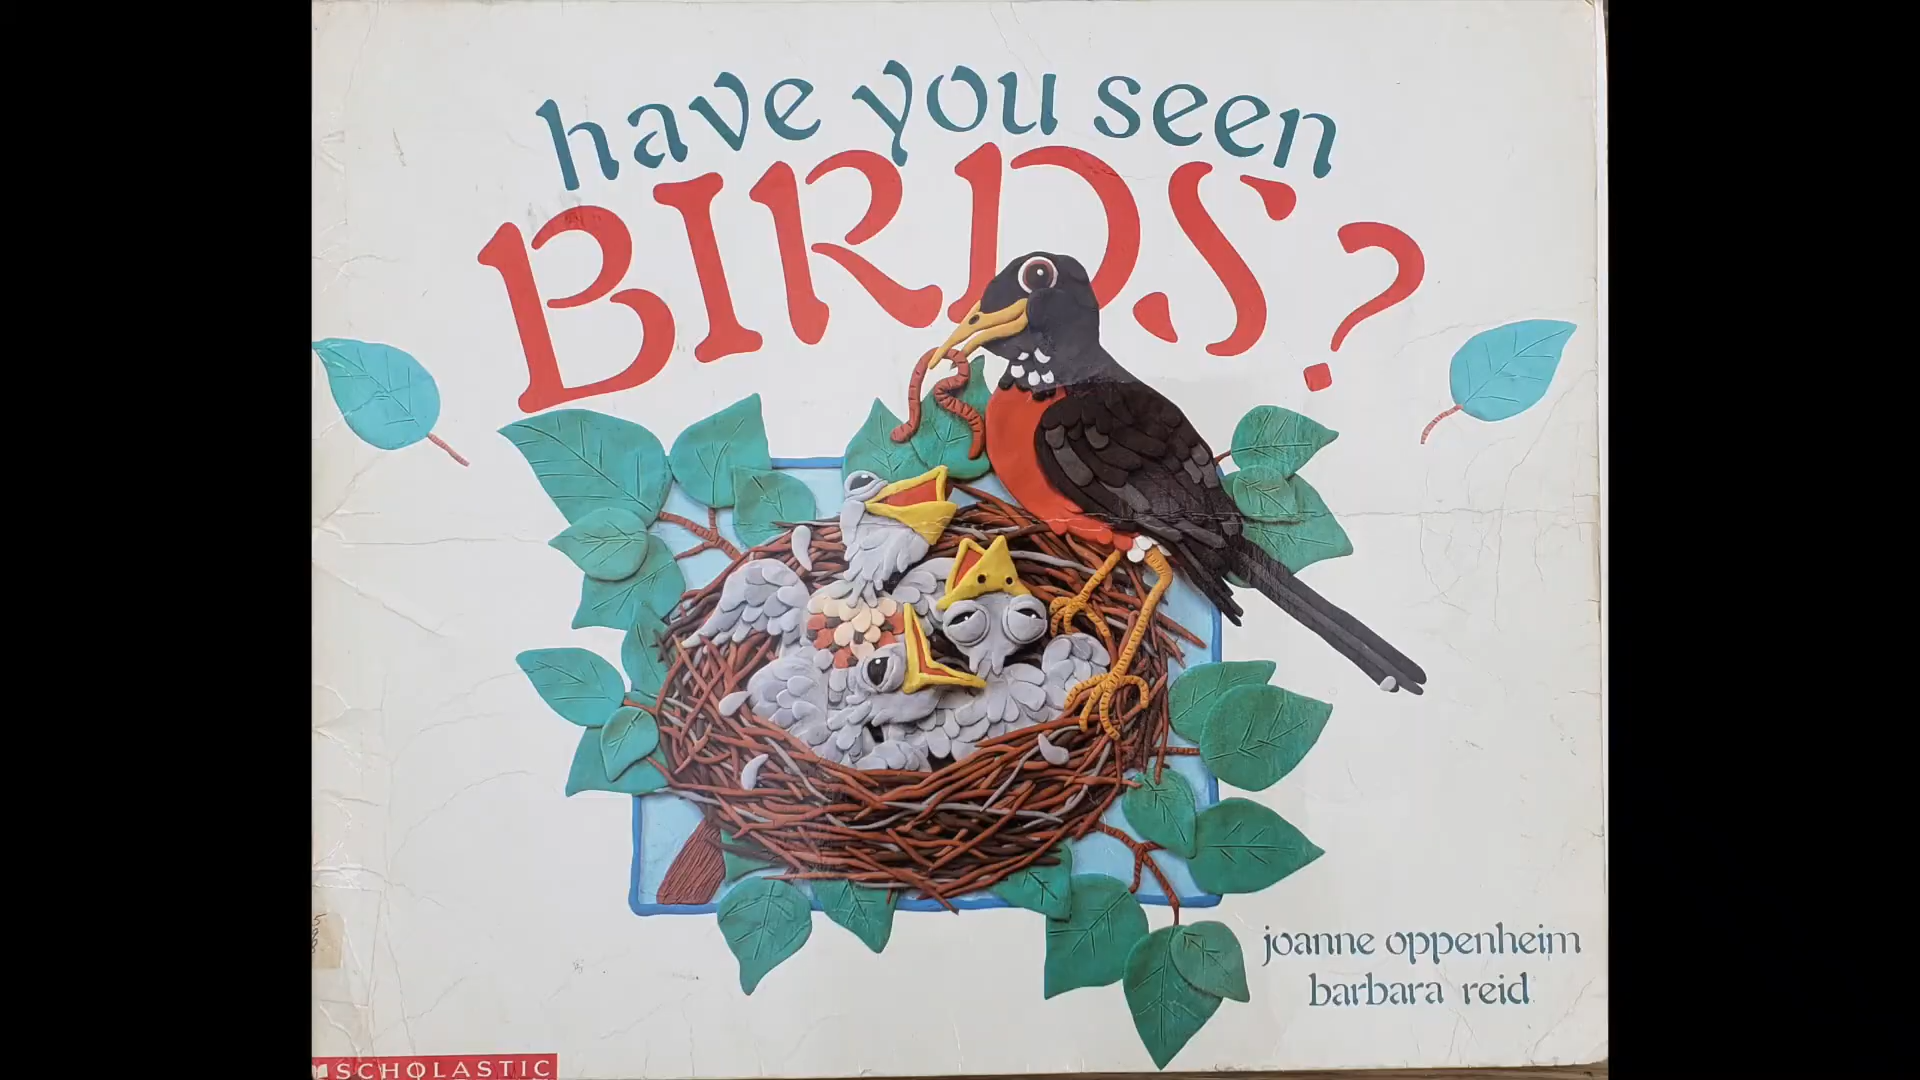 have you seen
BIRDS?
joanne oppenheim
barbara reid
SCHOLASTIC